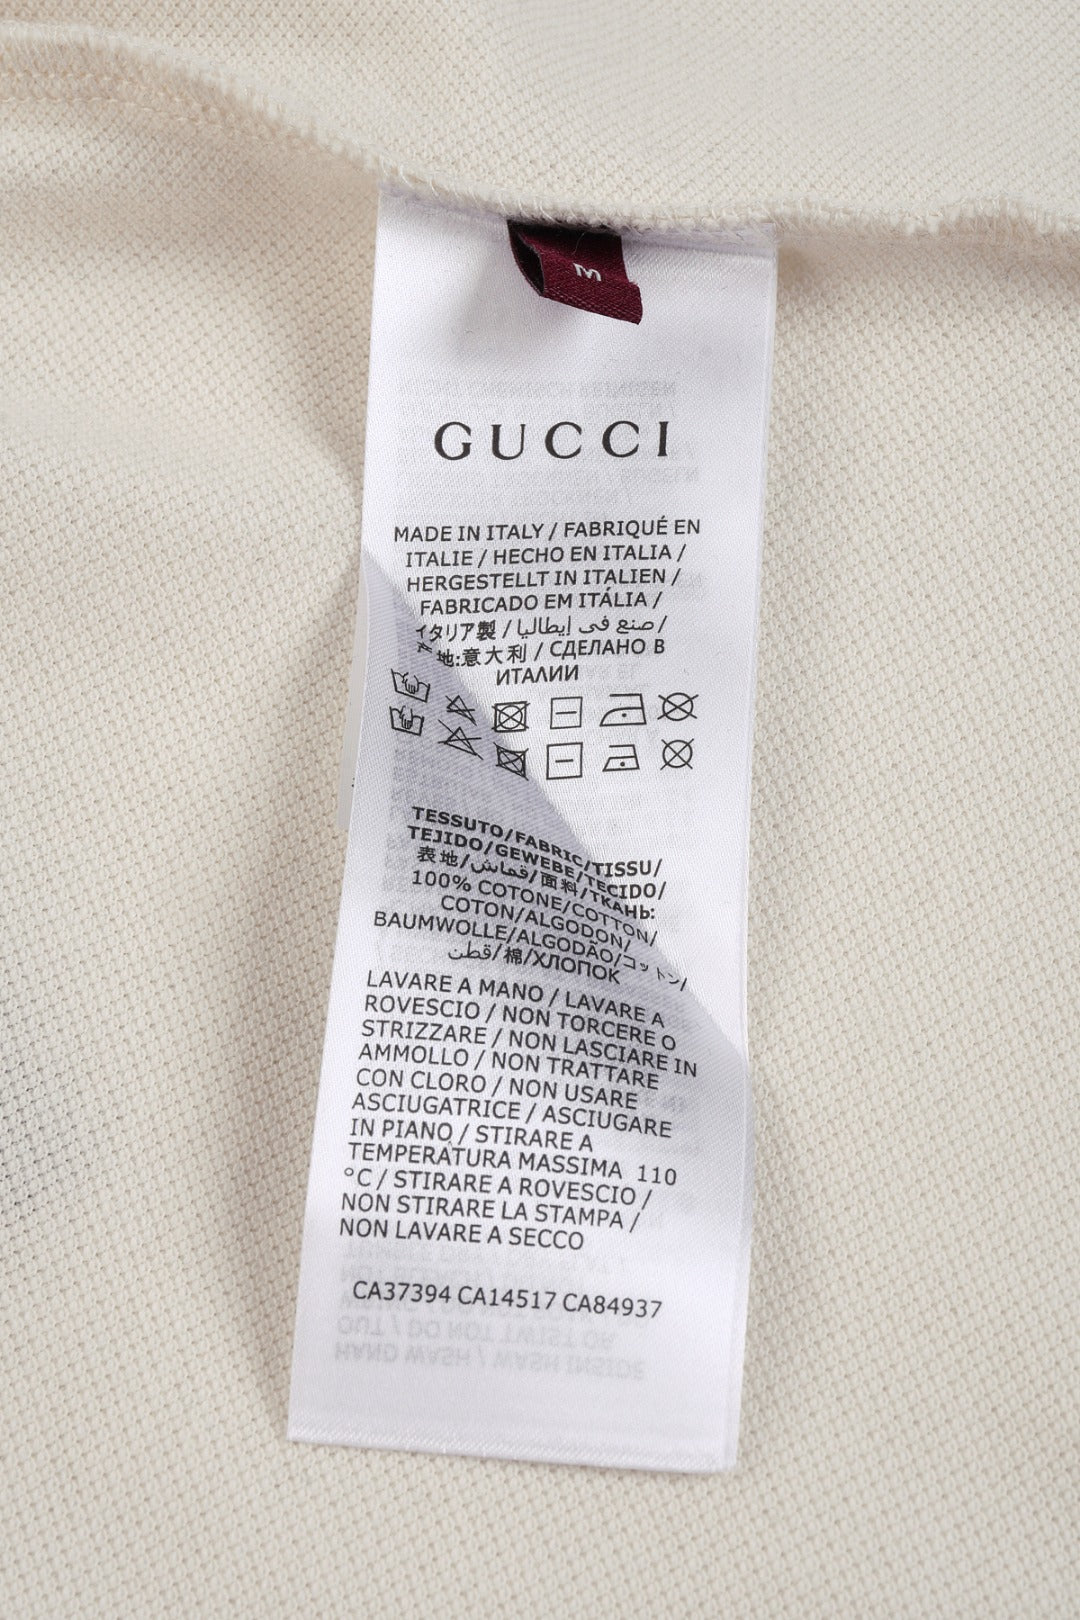 M
GUCCI
MADE IN ITALY / FABRIQUÉ EN
ITALIE / HECHO EN ITALIA /
HERGESTELLT IN ITALIEN /
FABRICADO EM ITÁLIA /
イタリア製 / صنع في إيطاليا /
产地:意大利 / СДЕЛАНО В
ИТАЛИИ
TESSUTO/FABRIC/TISSU/
TEJIDO/GEWEBE/TECIDO/
表地/قماش/面料/ТКАНЬ:
100% COTONE/COTTON/
COTON/ALGODON/
BAUMWOLLE/ALGODÃO/コットン/
قطن/棉/ХЛОПОК
LAVARE A MANO / LAVARE A
ROVESCIO / NON TORCERE O
STRIZZARE / NON LASCIARE IN
AMMOLLO / NON TRATTARE
CON CLORO / NON USARE
ASCIUGATRICE / ASCIUGARE
IN PIANO / STIRARE A
TEMPERATURA MASSIMA 110
°C / STIRARE A ROVESCIO /
NON STIRARE LA STAMPA /
NON LAVARE A SECCO
CA37394 CA14517 CA84937